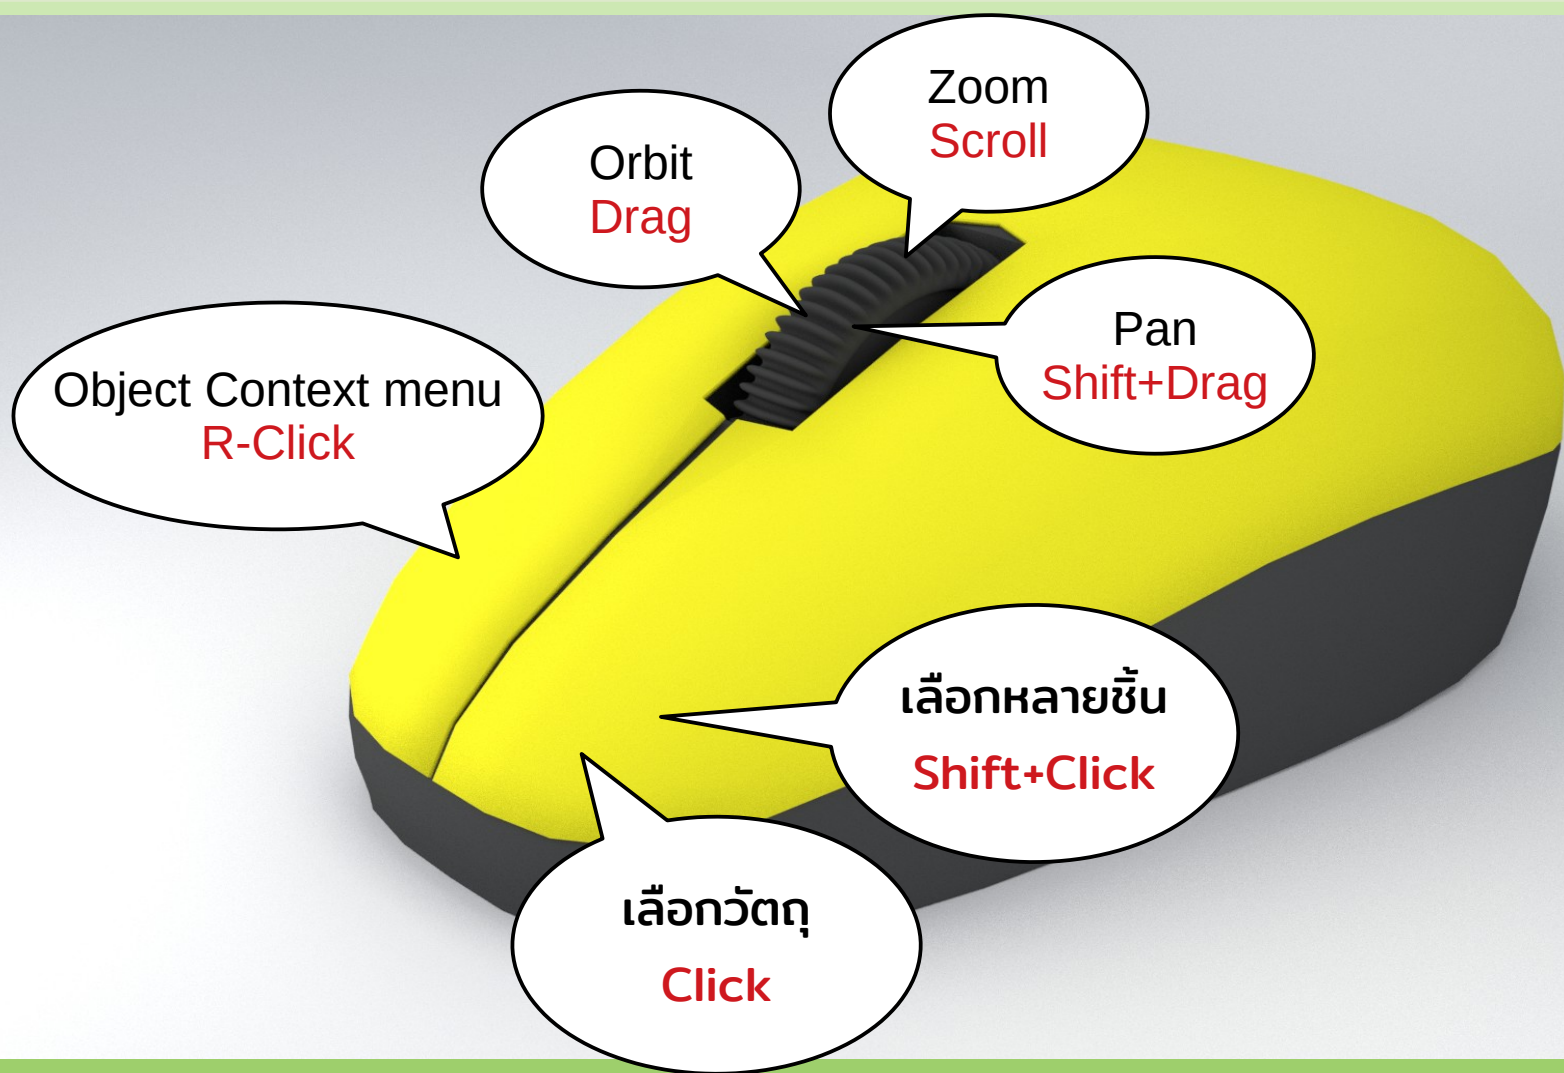 Zoom
Scroll
Orbit
Drag
Pan
Shift+Drag
Object Context menu
R-Click
เลือกหลายชิ้น
Shift+Click
เลือกวัตถุ
Click